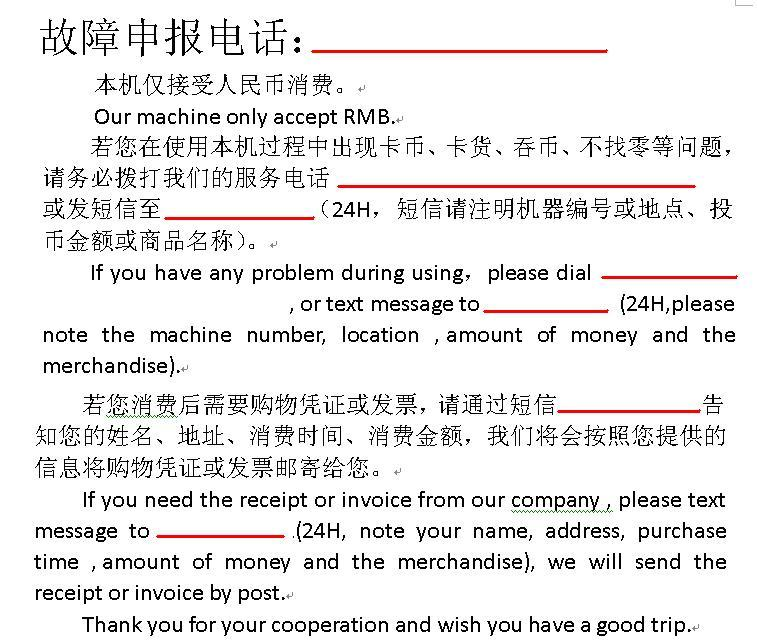 故障申报电话：
本机仅接受人民币消费。
Our machine only accept RMB.
若您在使用本机过程中出现卡币、卡货、吞币、不找零等问题，
请务必拨打我们的服务电话
或发短信至（24H，短信请注明机器编号或地点、投
币金额或商品名称）。
If you have any problem during using，please dial
, or text message to (24H,please
note the machine number, location ,amount of money and the
merchandise).
若您消费后需要购物凭证或发票，请通过短信告
知您的姓名、地址、消费时间、消费金额，我们将会按照您提供的
信息将购物凭证或发票邮寄给您。
If you need the receipt or invoice from our company , please text
message to .(24H, note your name, address, purchase
time ,amount of money and the merchandise), we will send the
receipt or invoice by post.
Thank you for your cooperation and wish you have a good trip.